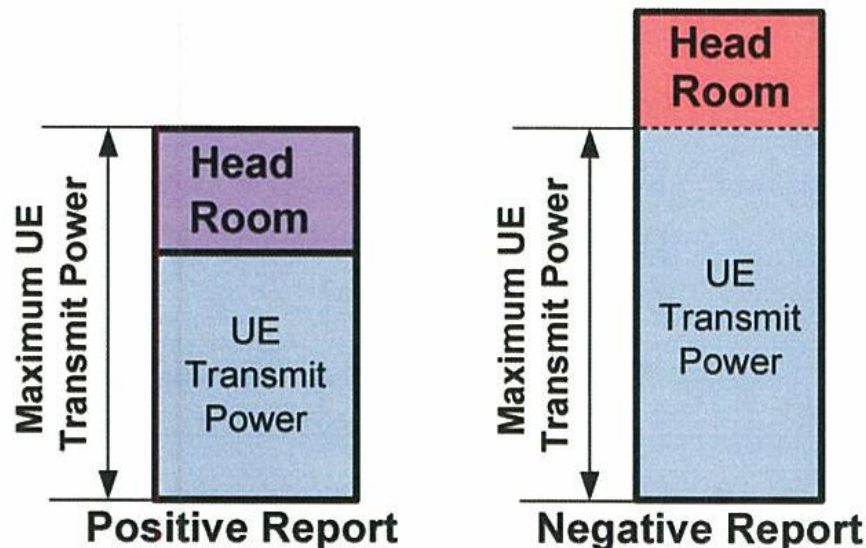 Head
Room
Maximum UE
Transmit Power
UE
Transmit
Power
Positive Report
Head
Room
Maximum UE
Transmit Power
UE
Transmit
Power
Negative Report